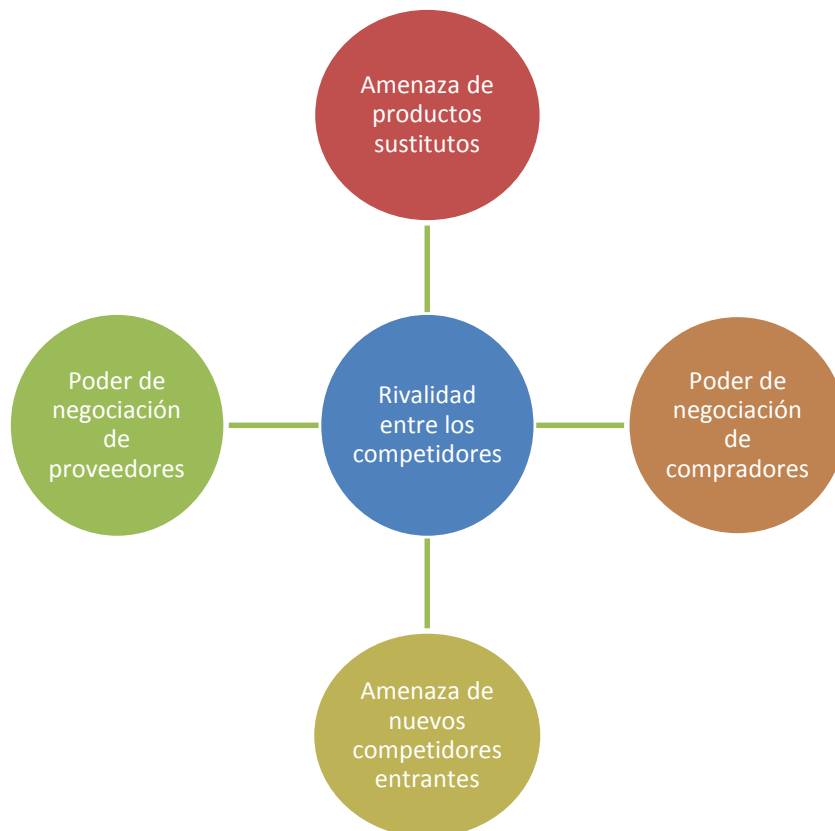 Amenaza de
productos
sustitutos
Poder de
negociación
de
proveedores
Rivalidad
entre los
competidores
Poder de
negociación
de
compradores
Amenaza de
nuevos
competidores
entrantes